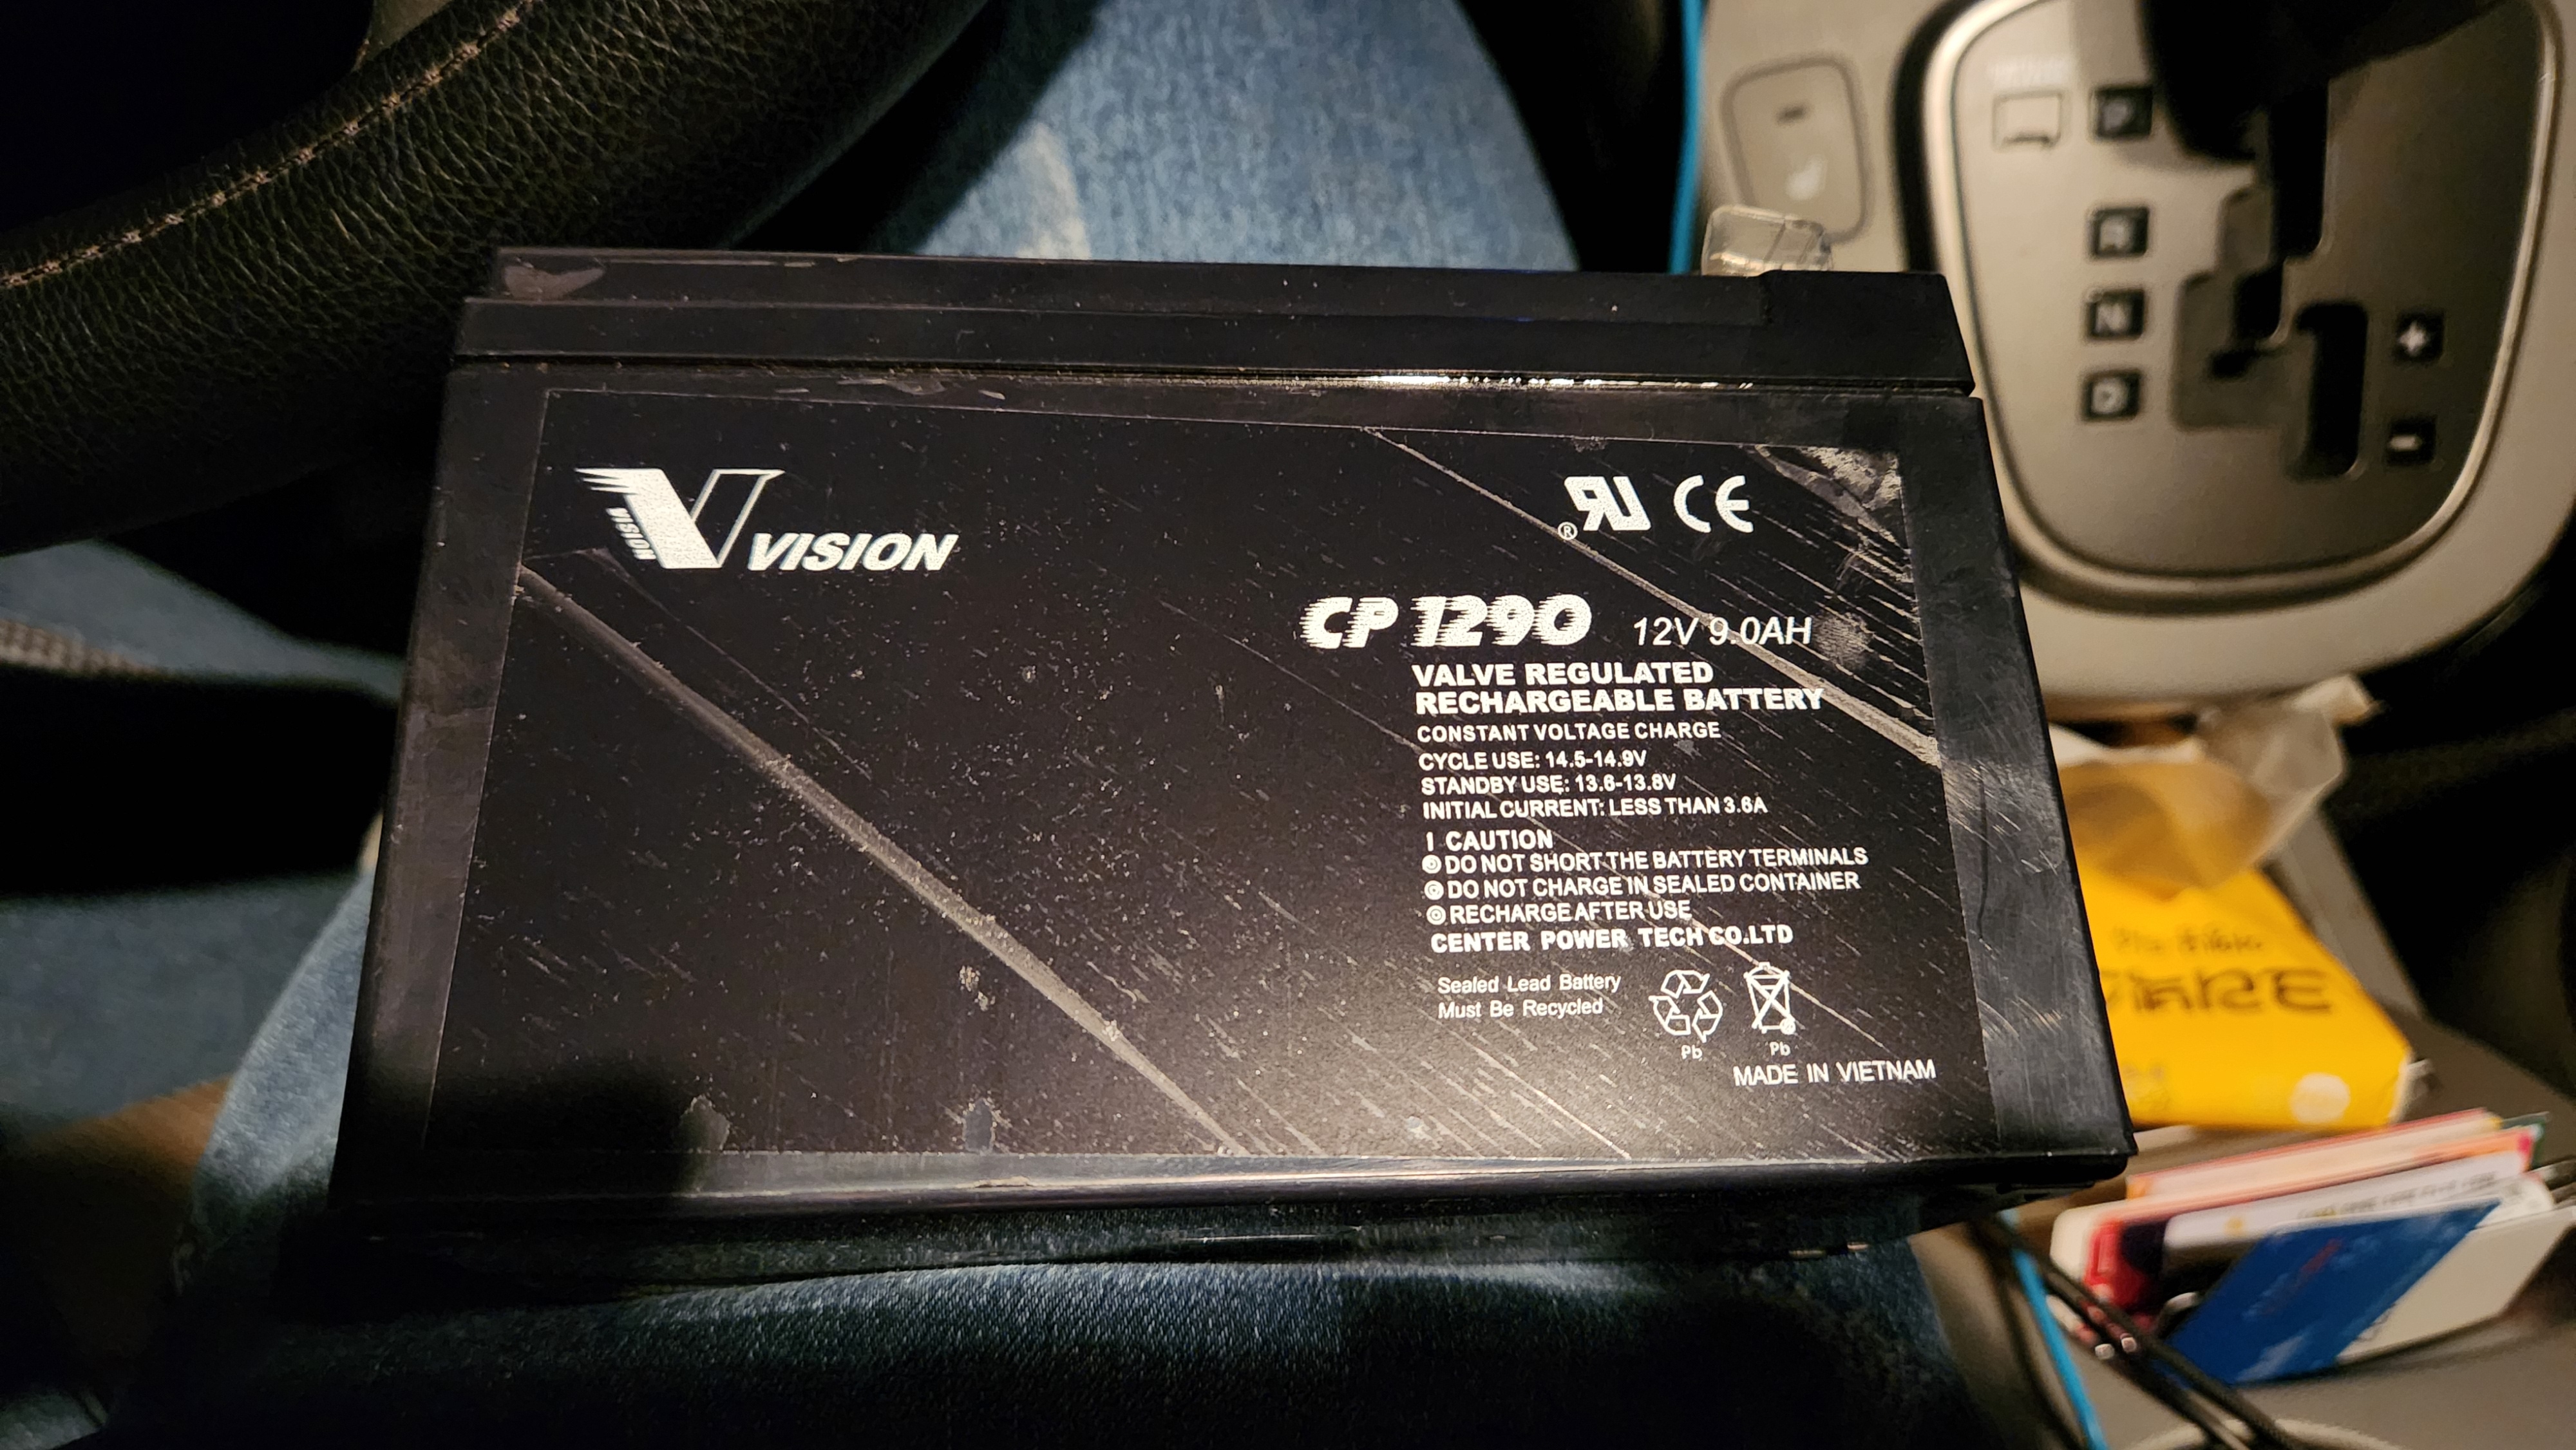 P
R
N
D
+
-
VISION
VISION
® RU CE
CP 1290 12V 9.0AH
VALVE REGULATED
RECHARGEABLE BATTERY
CONSTANT VOLTAGE CHARGE
CYCLE USE: 14.5-14.9V
STANDBY USE: 13.6-13.8V
INITIAL CURRENT: LESS THAN 3.6A
! CAUTION
DO NOT SHORT THE BATTERY TERMINALS
DO NOT CHARGE IN SEALED CONTAINER
RECHARGE AFTER USE
CENTER POWER TECH CO.LTD
Sealed Lead Battery
Must Be Recycled
Pb Pb
MADE IN VIETNAM